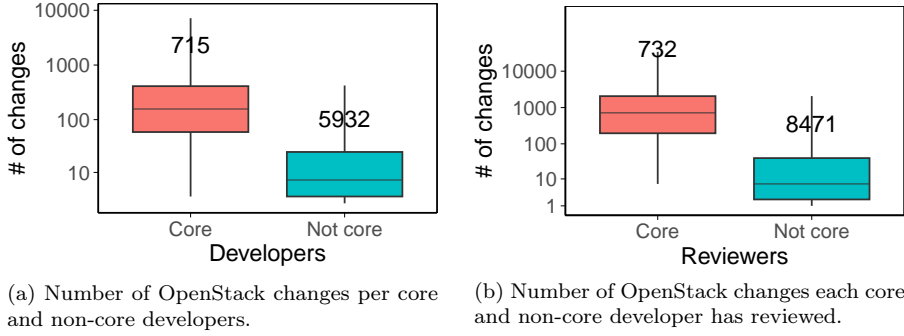 10000
1000
100
10
# of changes
715
5932
Core
Not core
Developers
(a) Number of OpenStack changes per core
and non-core developers.
10000
1000
100
10
1
# of changes
732
8471
Core
Not core
Reviewers
(b) Number of OpenStack changes each core
and non-core developer has reviewed.